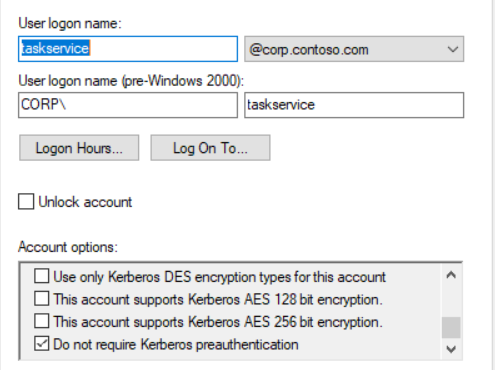 User logon name:
taskservice @corp.contoso.com
User logon name (pre-Windows 2000):
CORP\ taskservice
Logon Hours... Log On To...
Unlock account
Account options:
Use only Kerberos DES encryption types for this account
This account supports Kerberos AES 128 bit encryption.
This account supports Kerberos AES 256 bit encryption.
Do not require Kerberos preauthentication